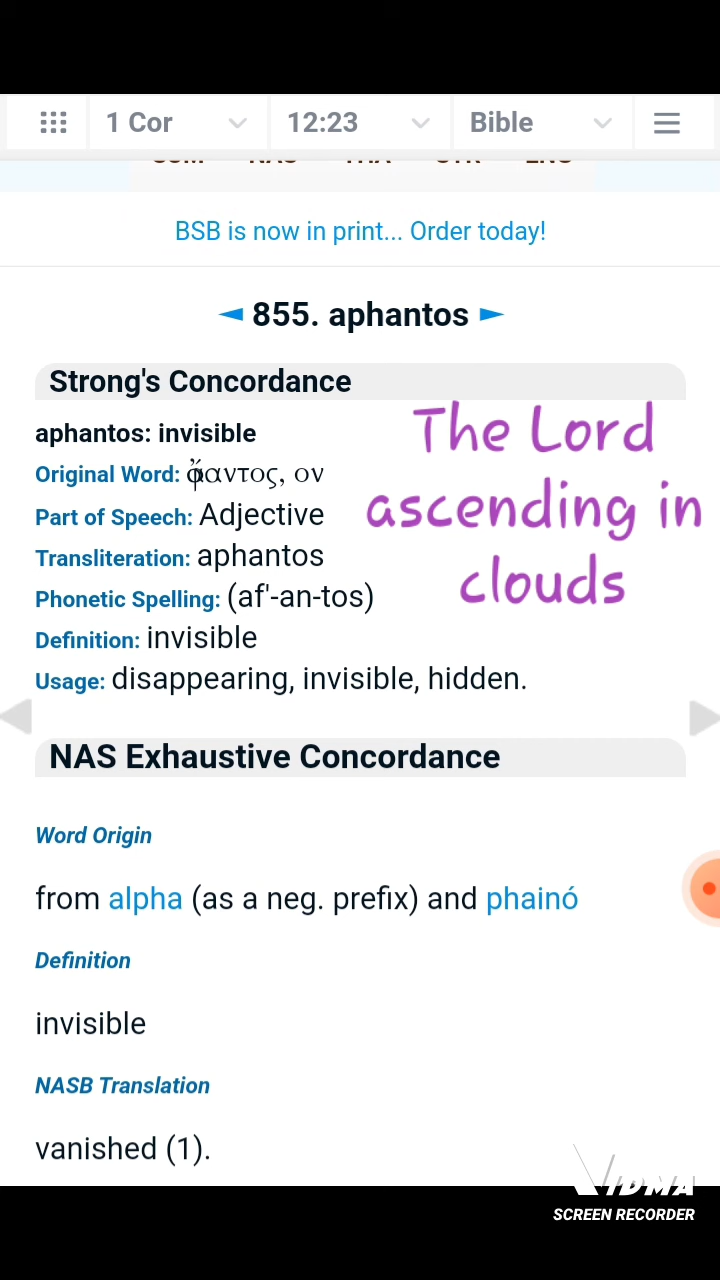 1 Cor 12:23 Bible
BSB is now in print... Order today!
◄ 855. aphantos ►
Strong's Concordance
The Lord
ascending in
clouds
aphantos: invisible
Original Word: ἄφαντος, ον
Part of Speech: Adjective
Transliteration: aphantos
Phonetic Spelling: (af'-an-tos)
Definition: invisible
Usage: disappearing, invisible, hidden.
NAS Exhaustive Concordance
Word Origin
from alpha (as a neg. prefix) and phainó
Definition
invisible
NASB Translation
vanished (1).
VIDMA
SCREEN RECORDER